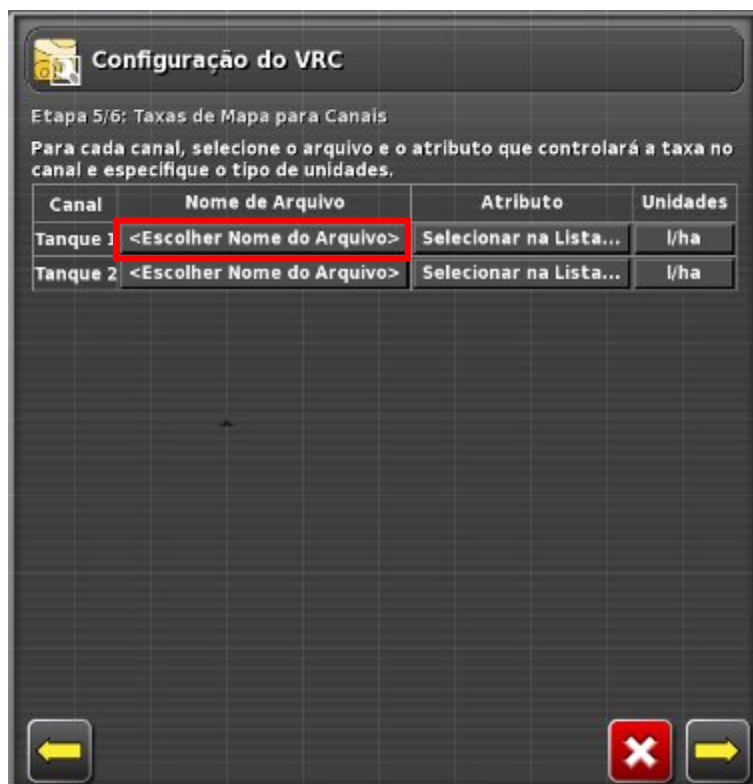 Configuração do VRC
Etapa 5/6: Taxas de Mapa para Canais
Para cada canal, selecione o arquivo e o atributo que controlará a taxa no
canal e especifique o tipo de unidades.
Canal Nome de Arquivo Atributo Unidades
Tanque 1 <Escolher Nome do Arquivo> Selecionar na Lista... l/ha
Tanque 2 <Escolher Nome do Arquivo> Selecionar na Lista... l/ha